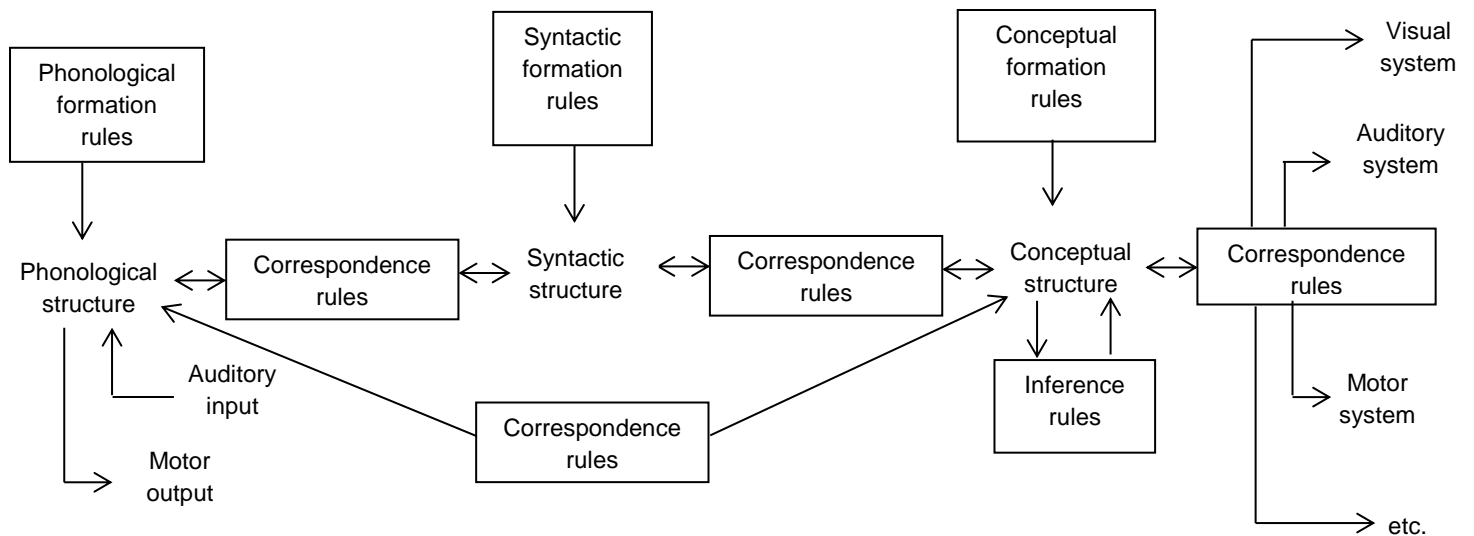 Phonological
formation
rules
Syntactic
formation
rules
Conceptual
formation
rules
Visual
system
Auditory
system
Phonological
structure
Correspondence
rules
Syntactic
structure
Correspondence
rules
Conceptual
structure
Correspondence
rules
Auditory
input
Motor
output
Correspondence
rules
Inference
rules
Motor
system
etc.